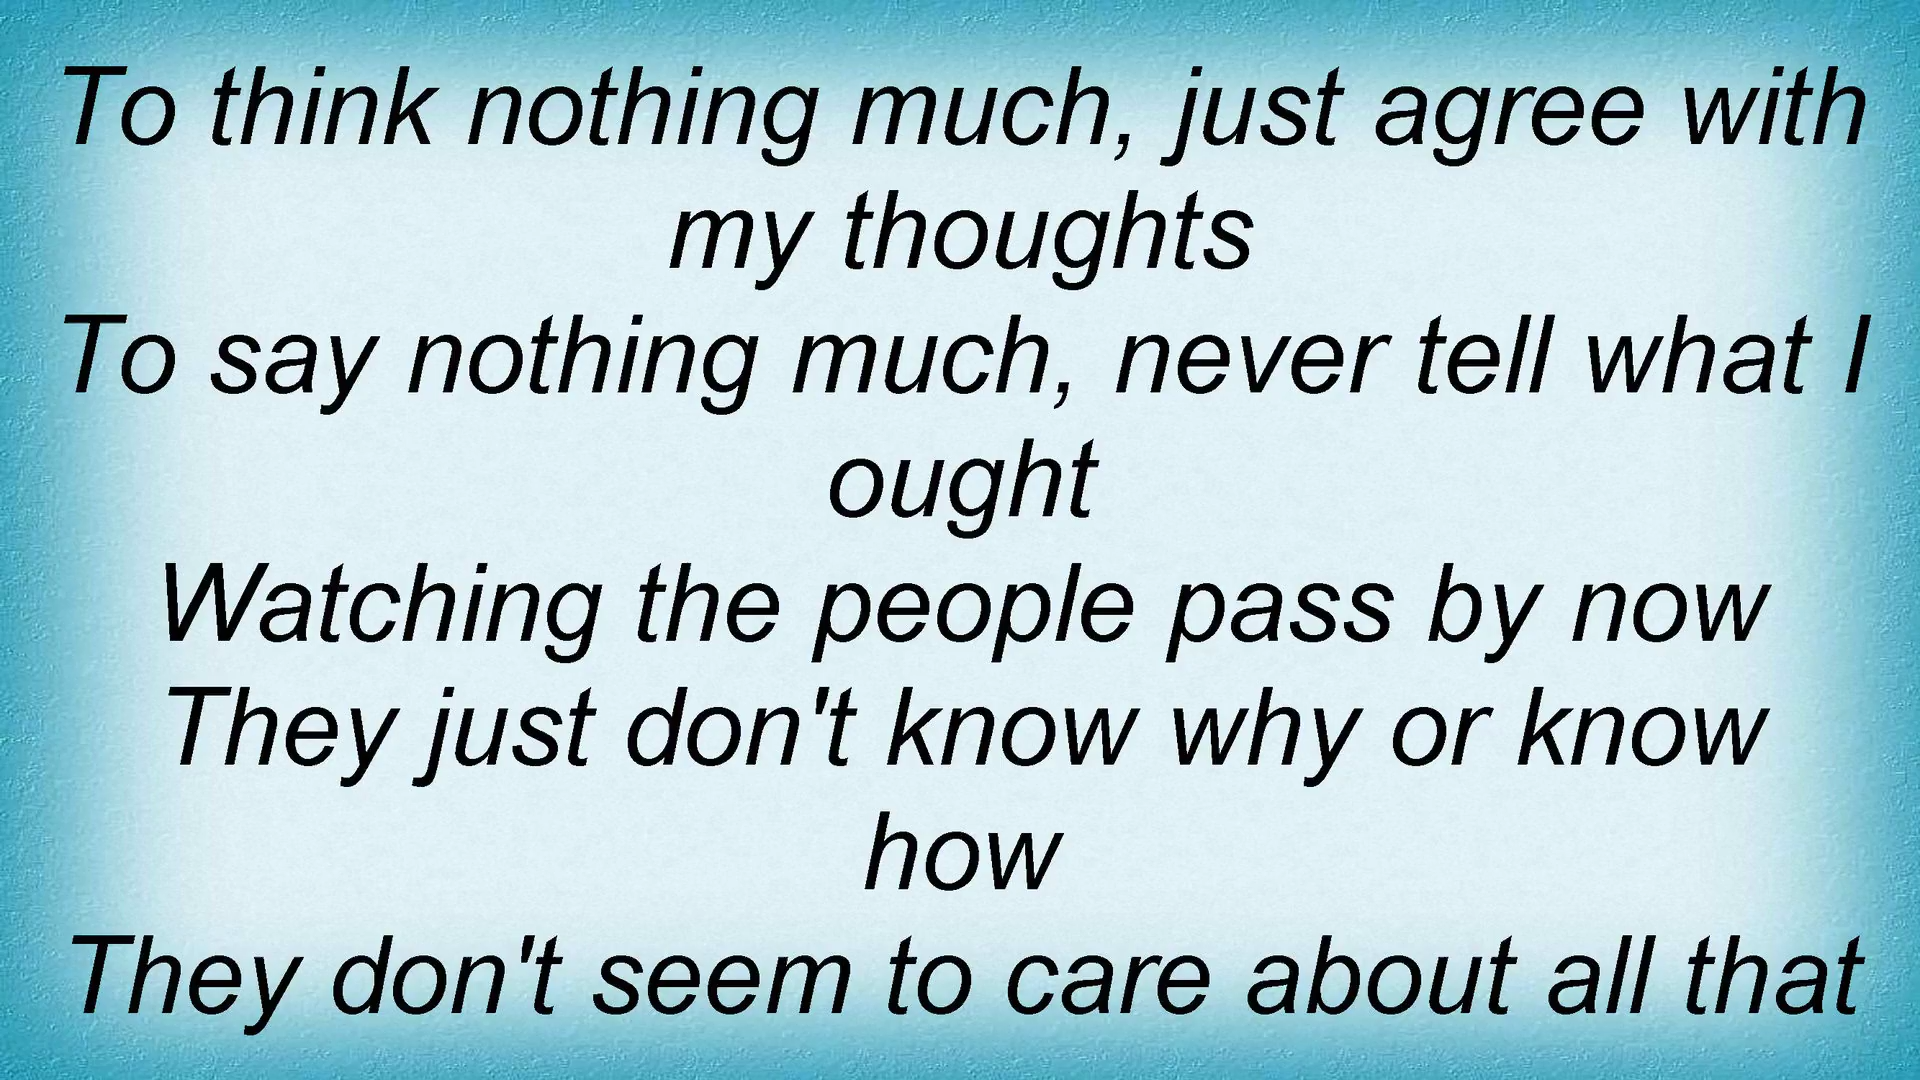 To think nothing much, just agree with
my thoughts
To say nothing much, never tell what I
ought
Watching the people pass by now
They just don't know why or know
how
They don't seem to care about all that